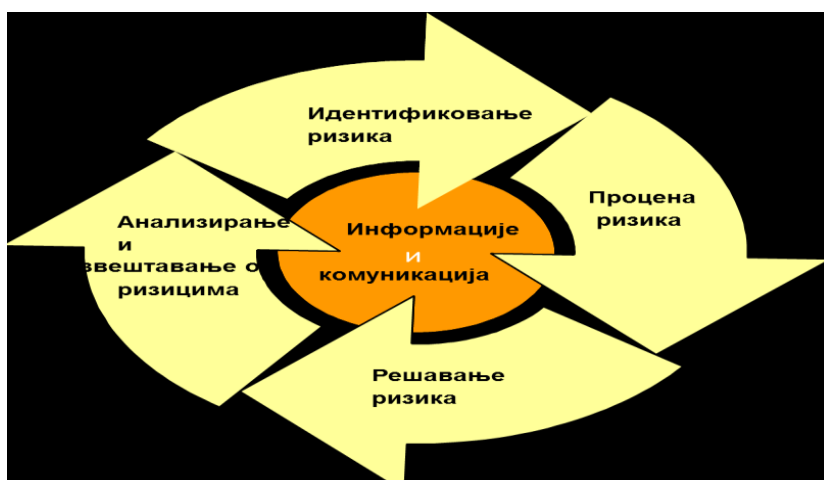 Идентификовање
ризика
Процена
ризика
Решавање
ризика
Анализирање
и
звештавање о
ризицима
Информације
и
комуникација